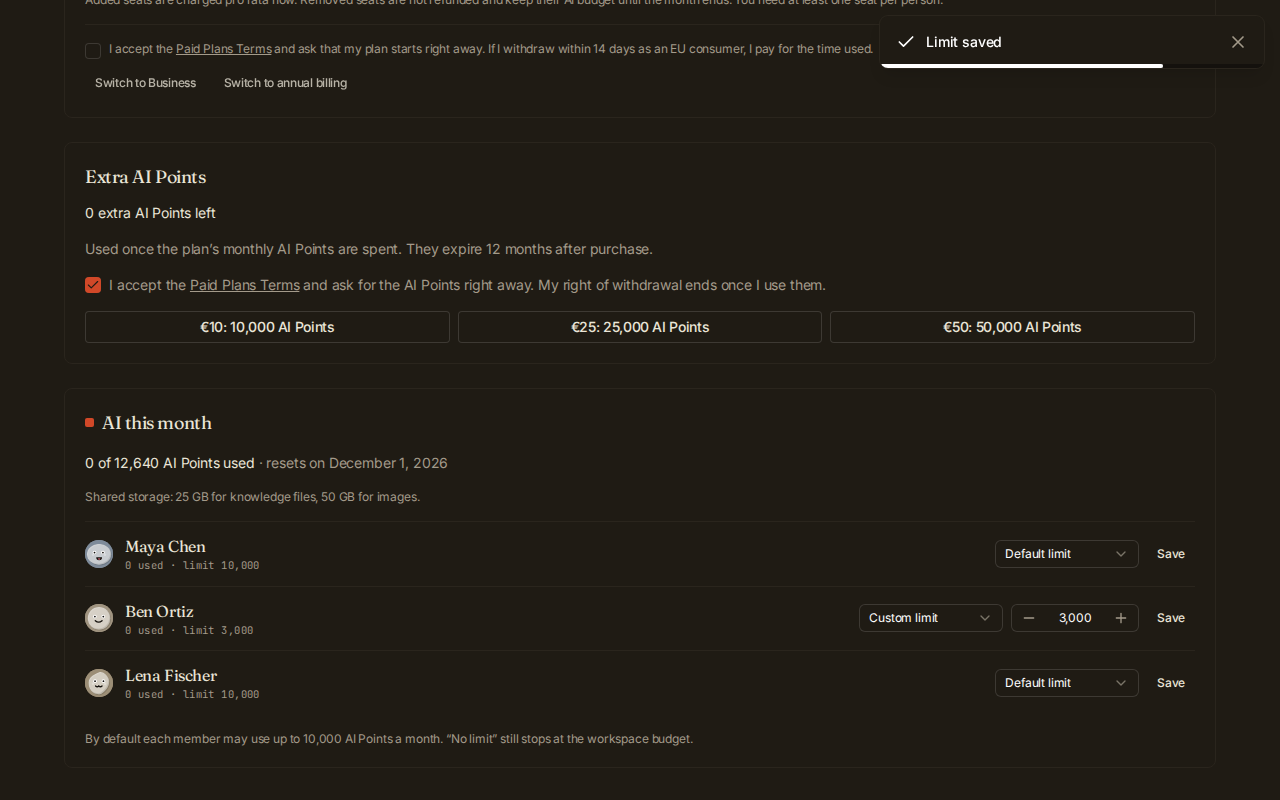 Added seats are charged pro rata now. Removed seats are not refunded and keep their AI budget until the month ends. You need at least one seat per person.
I accept the Paid Plans Terms and ask that my plan starts right away. If I withdraw within 14 days as an EU consumer, I pay for the time used.
Limit saved
Switch to Business
Switch to annual billing
Extra AI Points
0 extra AI Points left
Used once the plan's monthly AI Points are spent. They expire 12 months after purchase.
I accept the Paid Plans Terms and ask for the AI Points right away. My right of withdrawal ends once I use them.
€10: 10,000 AI Points
€25: 25,000 AI Points
€50: 50,000 AI Points
AI this month
0 of 12,640 AI Points used · resets on December 1, 2026
Shared storage: 25 GB for knowledge files, 50 GB for images.
Maya Chen
0 used · limit 10,000
Default limit
Save
Ben Ortiz
0 used · limit 3,000
Custom limit
3,000
Save
Lena Fischer
0 used · limit 10,000
Default limit
Save
By default each member may use up to 10,000 AI Points a month. “No limit” still stops at the workspace budget.